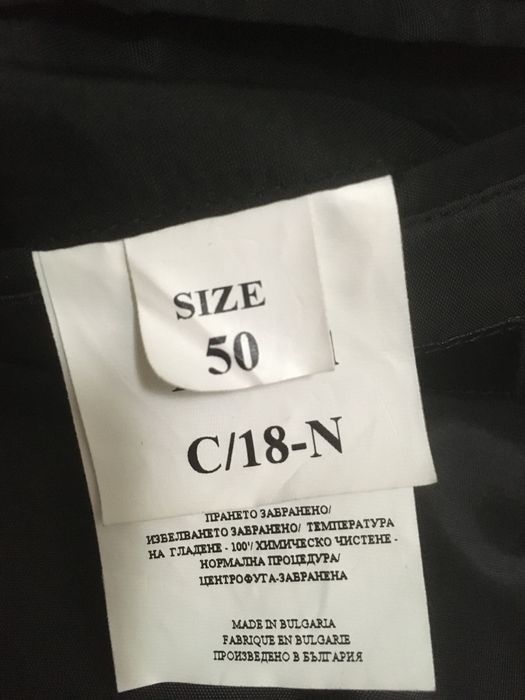 SIZE
50
C/18-N
ПРАНЕТО ЗАБРАНЕНО/
ИЗБЕЛВАНЕТО ЗАБРАНЕНО/ ТЕМПЕРАТУРА
НА ГЛАДЕНЕ - 100°/ ХИМИЧЕСКО ЧИСТЕНЕ -
НОРМАЛНА ПРОЦЕДУРА/
ЦЕНТРОФУГА-ЗАБРАНЕНА
MADE IN BULGARIA
FABRIQUE EN BULGARIE
ПРОИЗВЕДЕНО В БЪЛГАРИЯ